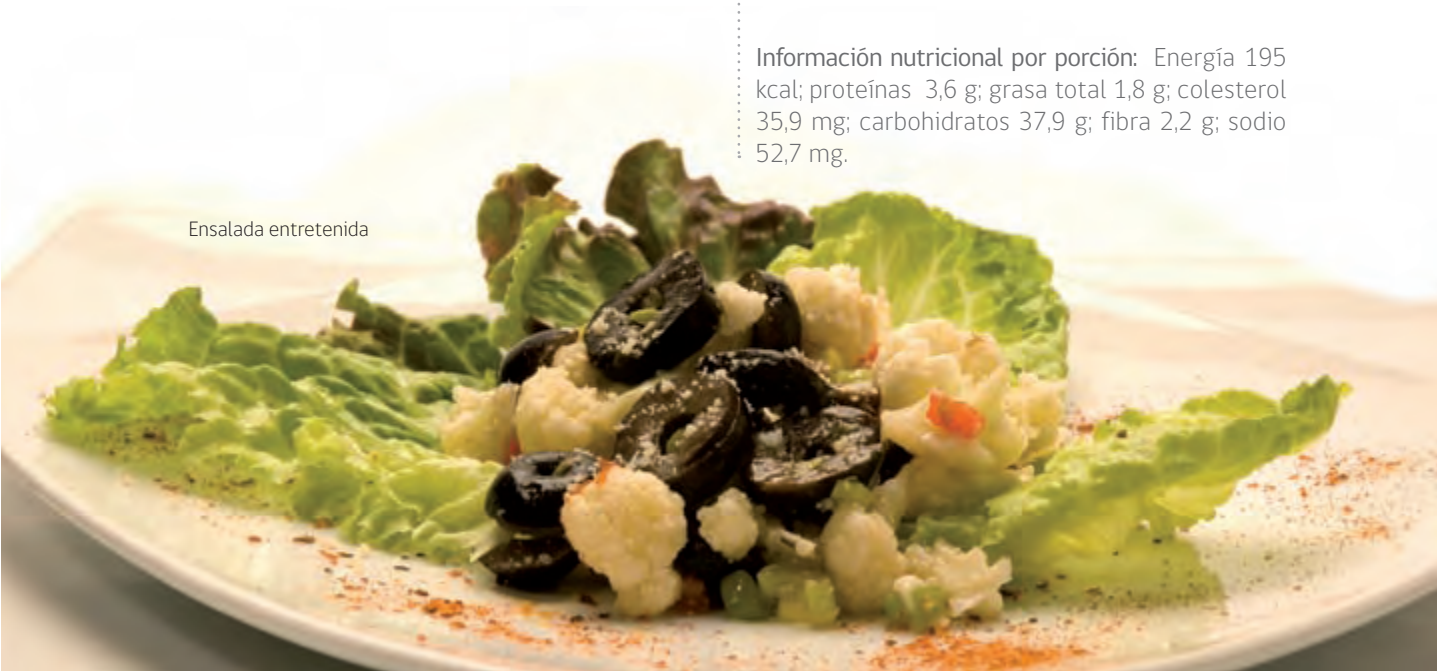 Información nutricional por porción: Energía 195
kcal; proteínas 3,6 g; grasa total 1,8 g; colesterol
35,9 mg; carbohidratos 37,9 g; fibra 2,2 g; sodio
52,7 mg.
Ensalada entretenida